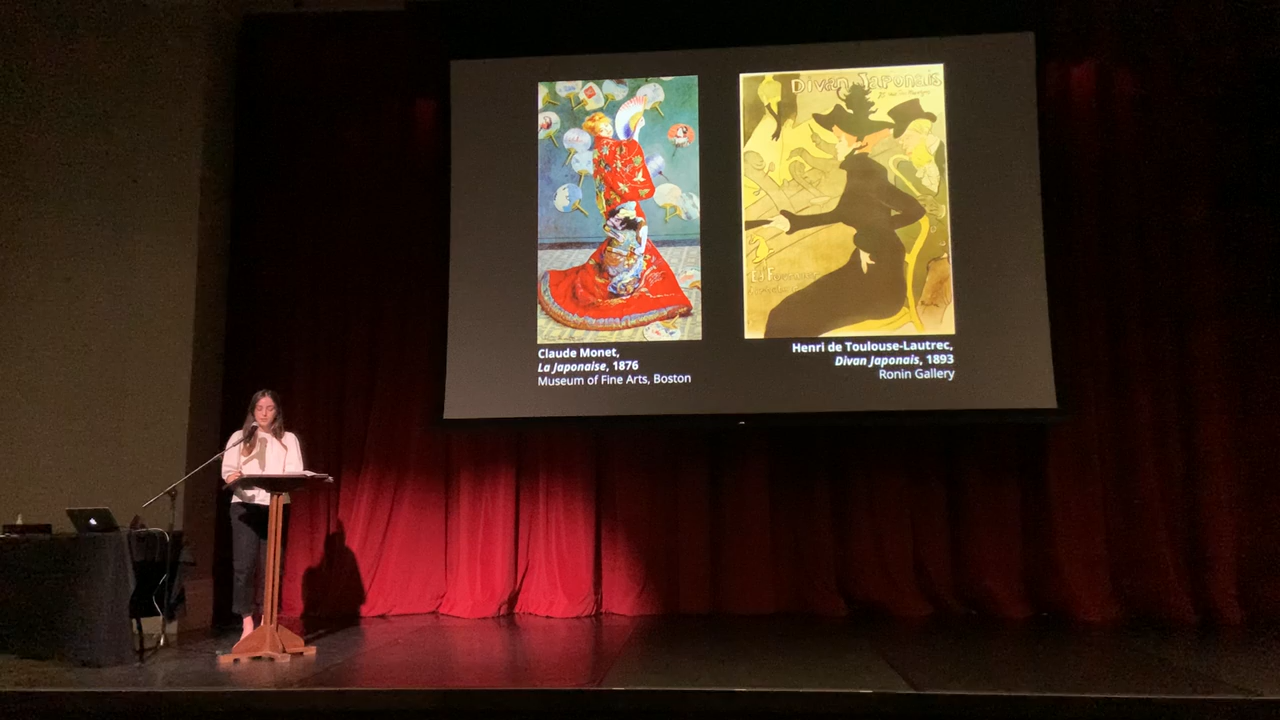 Divan Japonais
Claude Monet,
La Japonaise, 1876
Museum of Fine Arts, Boston
Henri de Toulouse-Lautrec,
Divan Japonais, 1893
Ronin Gallery